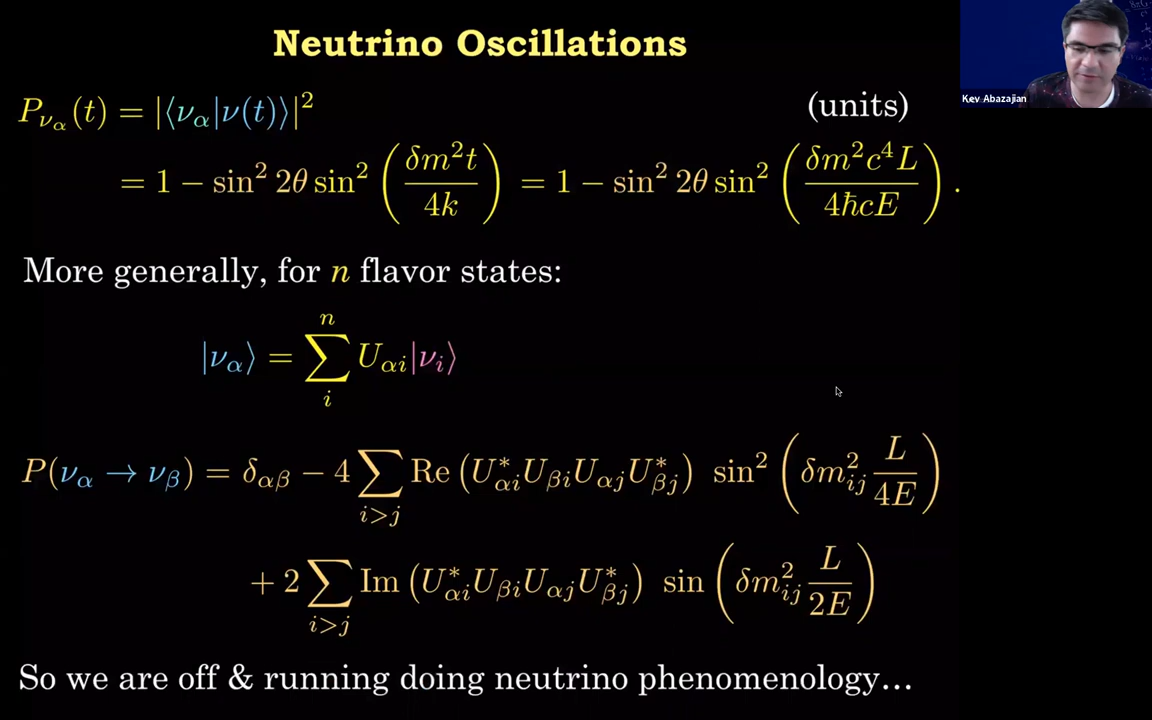 Neutrino Oscillations
Kev Abazajian
P_{ν_α}(t) = |⟨ν_α|ν(t)⟩|² (units)
= 1 − sin² 2θ sin² (δm²t / 4k) = 1 − sin² 2θ sin² (δm²c⁴L / 4ħcE) .
More generally, for n flavor states:
|ν_α⟩ = ∑_i^n U_{αi}|ν_i⟩
P(ν_α → ν_β) = δ_{αβ} − 4 ∑_{i>j} Re (U*_{αi}U_{βi}U_{αj}U*_{βj}) sin² (δm²_{ij} L / 4E)
+ 2 ∑_{i>j} Im (U*_{αi}U_{βi}U_{αj}U*_{βj}) sin (δm²_{ij} L / 2E)
So we are off & running doing neutrino phenomenology…